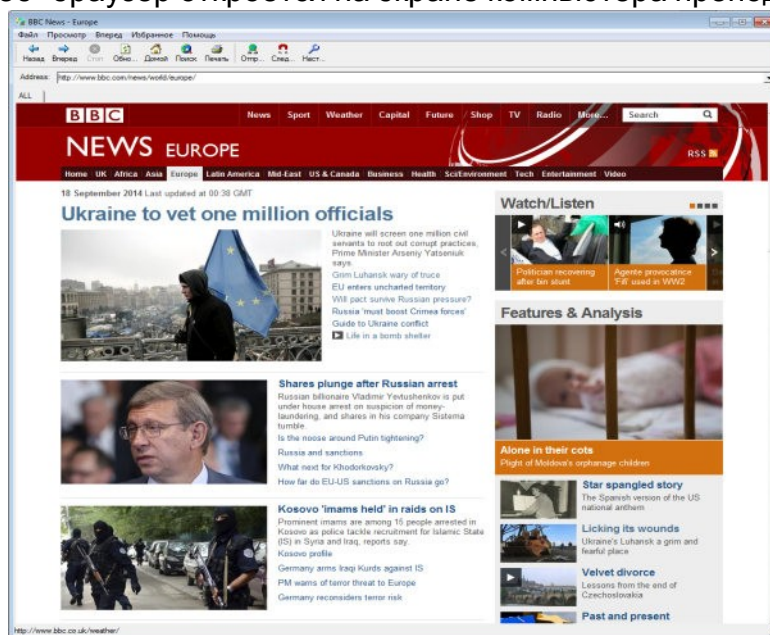 браузер откроется на экране компьютера
BBC News - Europe
Файл Просмотр Вперед Избранное Помощь
Назад Вперед Стоп Обно... Домой Поиск Печать Отпр... След... Наст...
Address: http://www.bbc.com/news/world/europe/
ALL
BBC News Sport Weather Capital Future Shop TV Radio More... Search
NEWS EUROPE
RSS
Home UK Africa Asia Europe Latin America Mid-East US & Canada Business Health Sci/Environment Tech Entertainment Video
18 September 2014 Last updated at 00:38 GMT
Ukraine to vet one million officials
Ukraine will screen one million civil
servants to root out corrupt practices,
Prime Minister Arseniy Yatseniuk
says.
Grim Luhansk wary of truce
EU enters uncharted territory
Will pact survive Russian pressure?
Russia 'must boost Crimea forces'
Guide to Ukraine conflict
Life in a bomb shelter
Shares plunge after Russian arrest
Russian billionaire Vladimir Yevtushenkov is put
under house arrest on suspicion of money-
laundering, and shares in his company Sistema
tumble.
Is the noose around Putin tightening?
Russia and sanctions
What next for Khodorkovsky?
How far do EU-US sanctions on Russia go?
Kosovo 'imams held' in raids on IS
Prominent imams are among 15 people arrested in
Kosovo as police tackle recruitment for Islamic State
(IS) in Syria and Iraq, reports say.
Kosovo profile
Germany arms Iraqi Kurds against IS
PM warns of terror threat to Europe
Germany reconsiders terror risk
Watch/Listen
Politician recovering
after bin stunt
Agente provocatrice
'Fifi' used in WW2
Features & Analysis
Alone in their cots
Plight of Moldova's orphanage children
Star spangled story
The Spanish version of the US
national anthem
Licking its wounds
Ukraine's Luhansk a grim and
fearful place
Velvet divorce
Lessons from the end of
Czechoslovakia
Past and present
http://www.bbc.co.uk/weather/